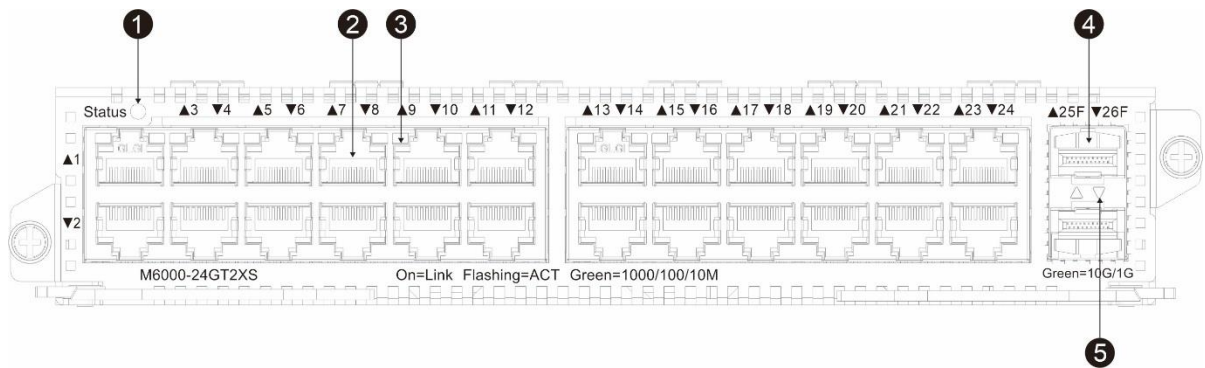 1 2 3 4
Status ▲3 ▼4 ▲5 ▼6 ▲7 ▼8 ▲9 ▼10 ▲11 ▼12 ▲13 ▼14 ▲15 ▼16 ▲17 ▼18 ▲19 ▼20 ▲21 ▼22 ▲23 ▼24 ▲25F ▼26F
▲1
▼2
M6000-24GT2XS On=Link Flashing=ACT Green=1000/100/10M Green=10G/1G
5